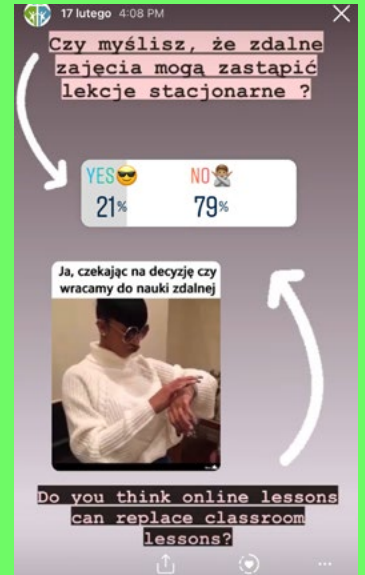 17 lutego 4:08 PM
Czy myślisz, że zdalne
zajęcia mogą zastąpić
lekcje stacjonarne ?
YES😎 NO🙅🏽‍♂️
21% 79%
Ja, czekając na decyzję czy
wracamy do nauki zdalnej
Do you think online lessons
can replace classroom
lessons?